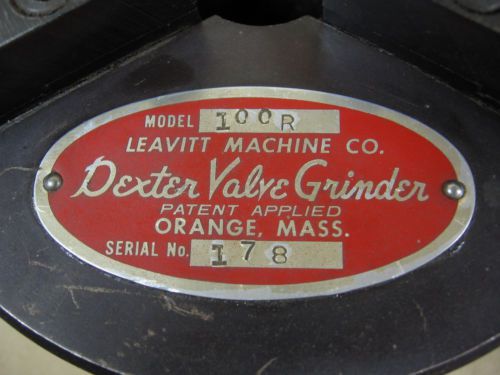 MODEL 100R
LEAVITT MACHINE CO.
Dexter Valve Grinder
PATENT APPLIED
ORANGE, MASS.
SERIAL No. 178